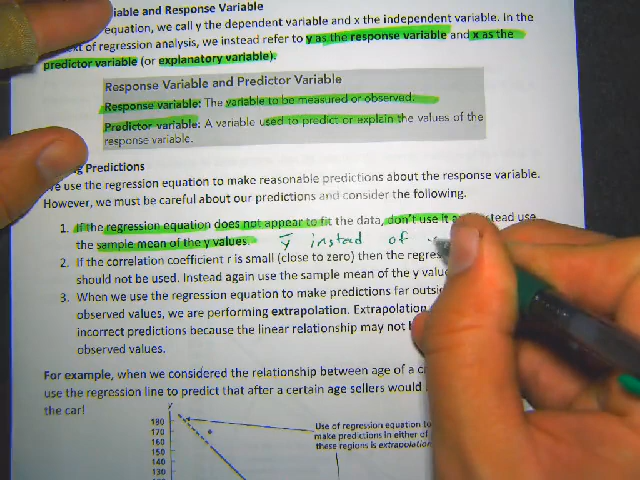 iable and Response Variable
equation, we call y the dependent variable and x the independent variable. In the
t of regression analysis, we instead refer to y as the response variable and x as the
predictor variable (or explanatory variable).
Response Variable and Predictor Variable
Response variable: The variable to be measured or observed.
Predictor variable: A variable used to predict or explain the values of the
response variable.
g Predictions
use the regression equation to make reasonable predictions about the response variable.
However, we must be careful about our predictions and consider the following.
1. If the regression equation does not appear to fit the data, don't use it an stead use
the sample mean of the y values.
ȳ instead of
2. If the correlation coefficient r is small (close to zero) then the regres
should not be used. Instead again use the sample mean of the y value
3. When we use the regression equation to make predictions far outsi
observed values, we are performing extrapolation. Extrapolation
incorrect predictions because the linear relationship may not
observed values.
For example, when we considered the relationship between age of a c
use the regression line to predict that after a certain age sellers would
the car!
y
180
170
160
150
140
130
Use of regression equation to
make predictions in either of
these regions is extrapolation